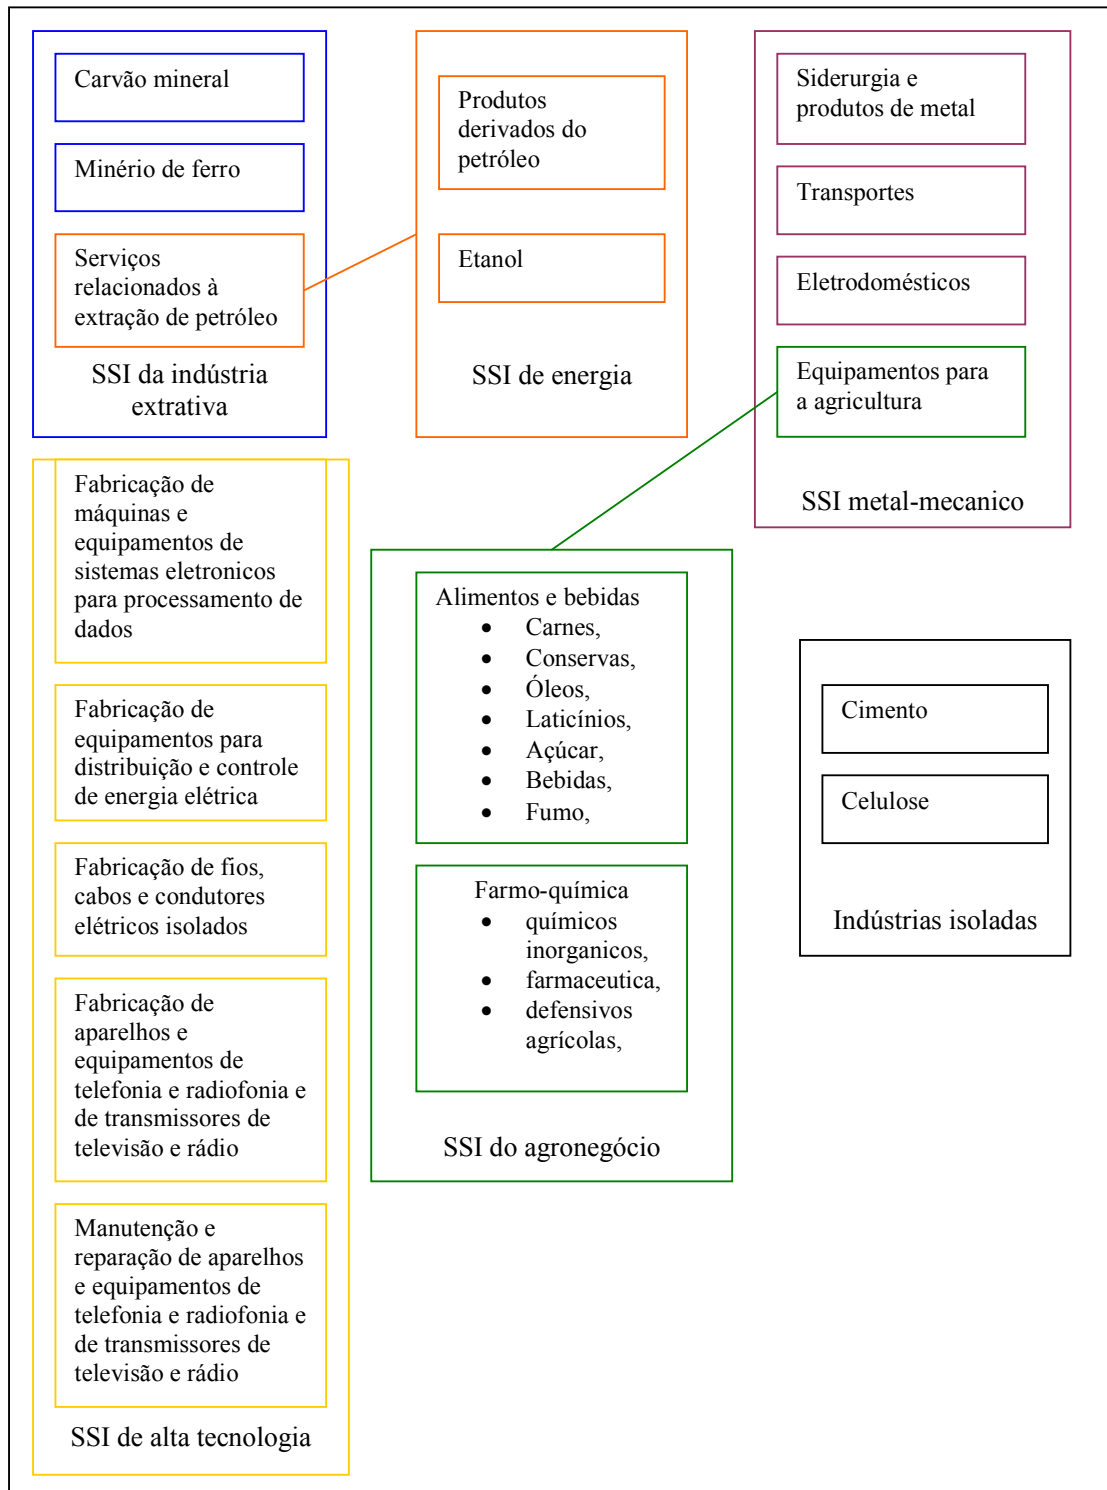 Carvão mineral
Minério de ferro
Serviços
relacionados à
extração de petróleo
SSI da indústria
extrativa
Produtos
derivados do
petróleo
Etanol
SSI de energia
Siderurgia e
produtos de metal
Transportes
Eletrodomésticos
Equipamentos para
a agricultura
SSI metal-mecanico
Fabricação de
máquinas e
equipamentos de
sistemas eletronicos
para processamento de
dados
Fabricação de
equipamentos para
distribuição e controle
de energia elétrica
Fabricação de fios,
cabos e condutores
elétricos isolados
Fabricação de
aparelhos e
equipamentos de
telefonia e radiofonia e
de transmissores de
televisão e rádio
Manutenção e
reparação de aparelhos
e equipamentos de
telefonia e radiofonia e
de transmissores de
televisão e rádio
SSI de alta tecnologia
Alimentos e bebidas
• Carnes,
• Conservas,
• Óleos,
• Laticínios,
• Açúcar,
• Bebidas,
• Fumo,
Farmo-química
• químicos
inorganicos,
• farmaceutica,
• defensivos
agrícolas,
SSI do agronegócio
Cimento
Celulose
Indústrias isoladas